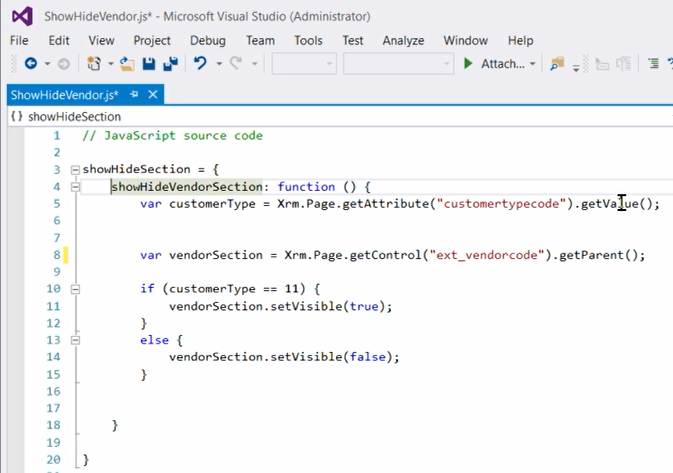 ShowHideVendor.js* - Microsoft Visual Studio (Administrator)
File Edit View Project Debug Team Tools Test Analyze Window Help
Attach...
ShowHideVendor.js*
{} showHideSection
1 // JavaScript source code
2
3 showHideSection = {
4 showHideVendorSection: function () {
5 var customerType = Xrm.Page.getAttribute("customertypecode").getValue();
6
7
8 var vendorSection = Xrm.Page.getControl("ext_vendorcode").getParent();
9
10 if (customerType == 11) {
11 vendorSection.setVisible(true);
12 }
13 else {
14 vendorSection.setVisible(false);
15 }
16
17
18 }
19
20 }